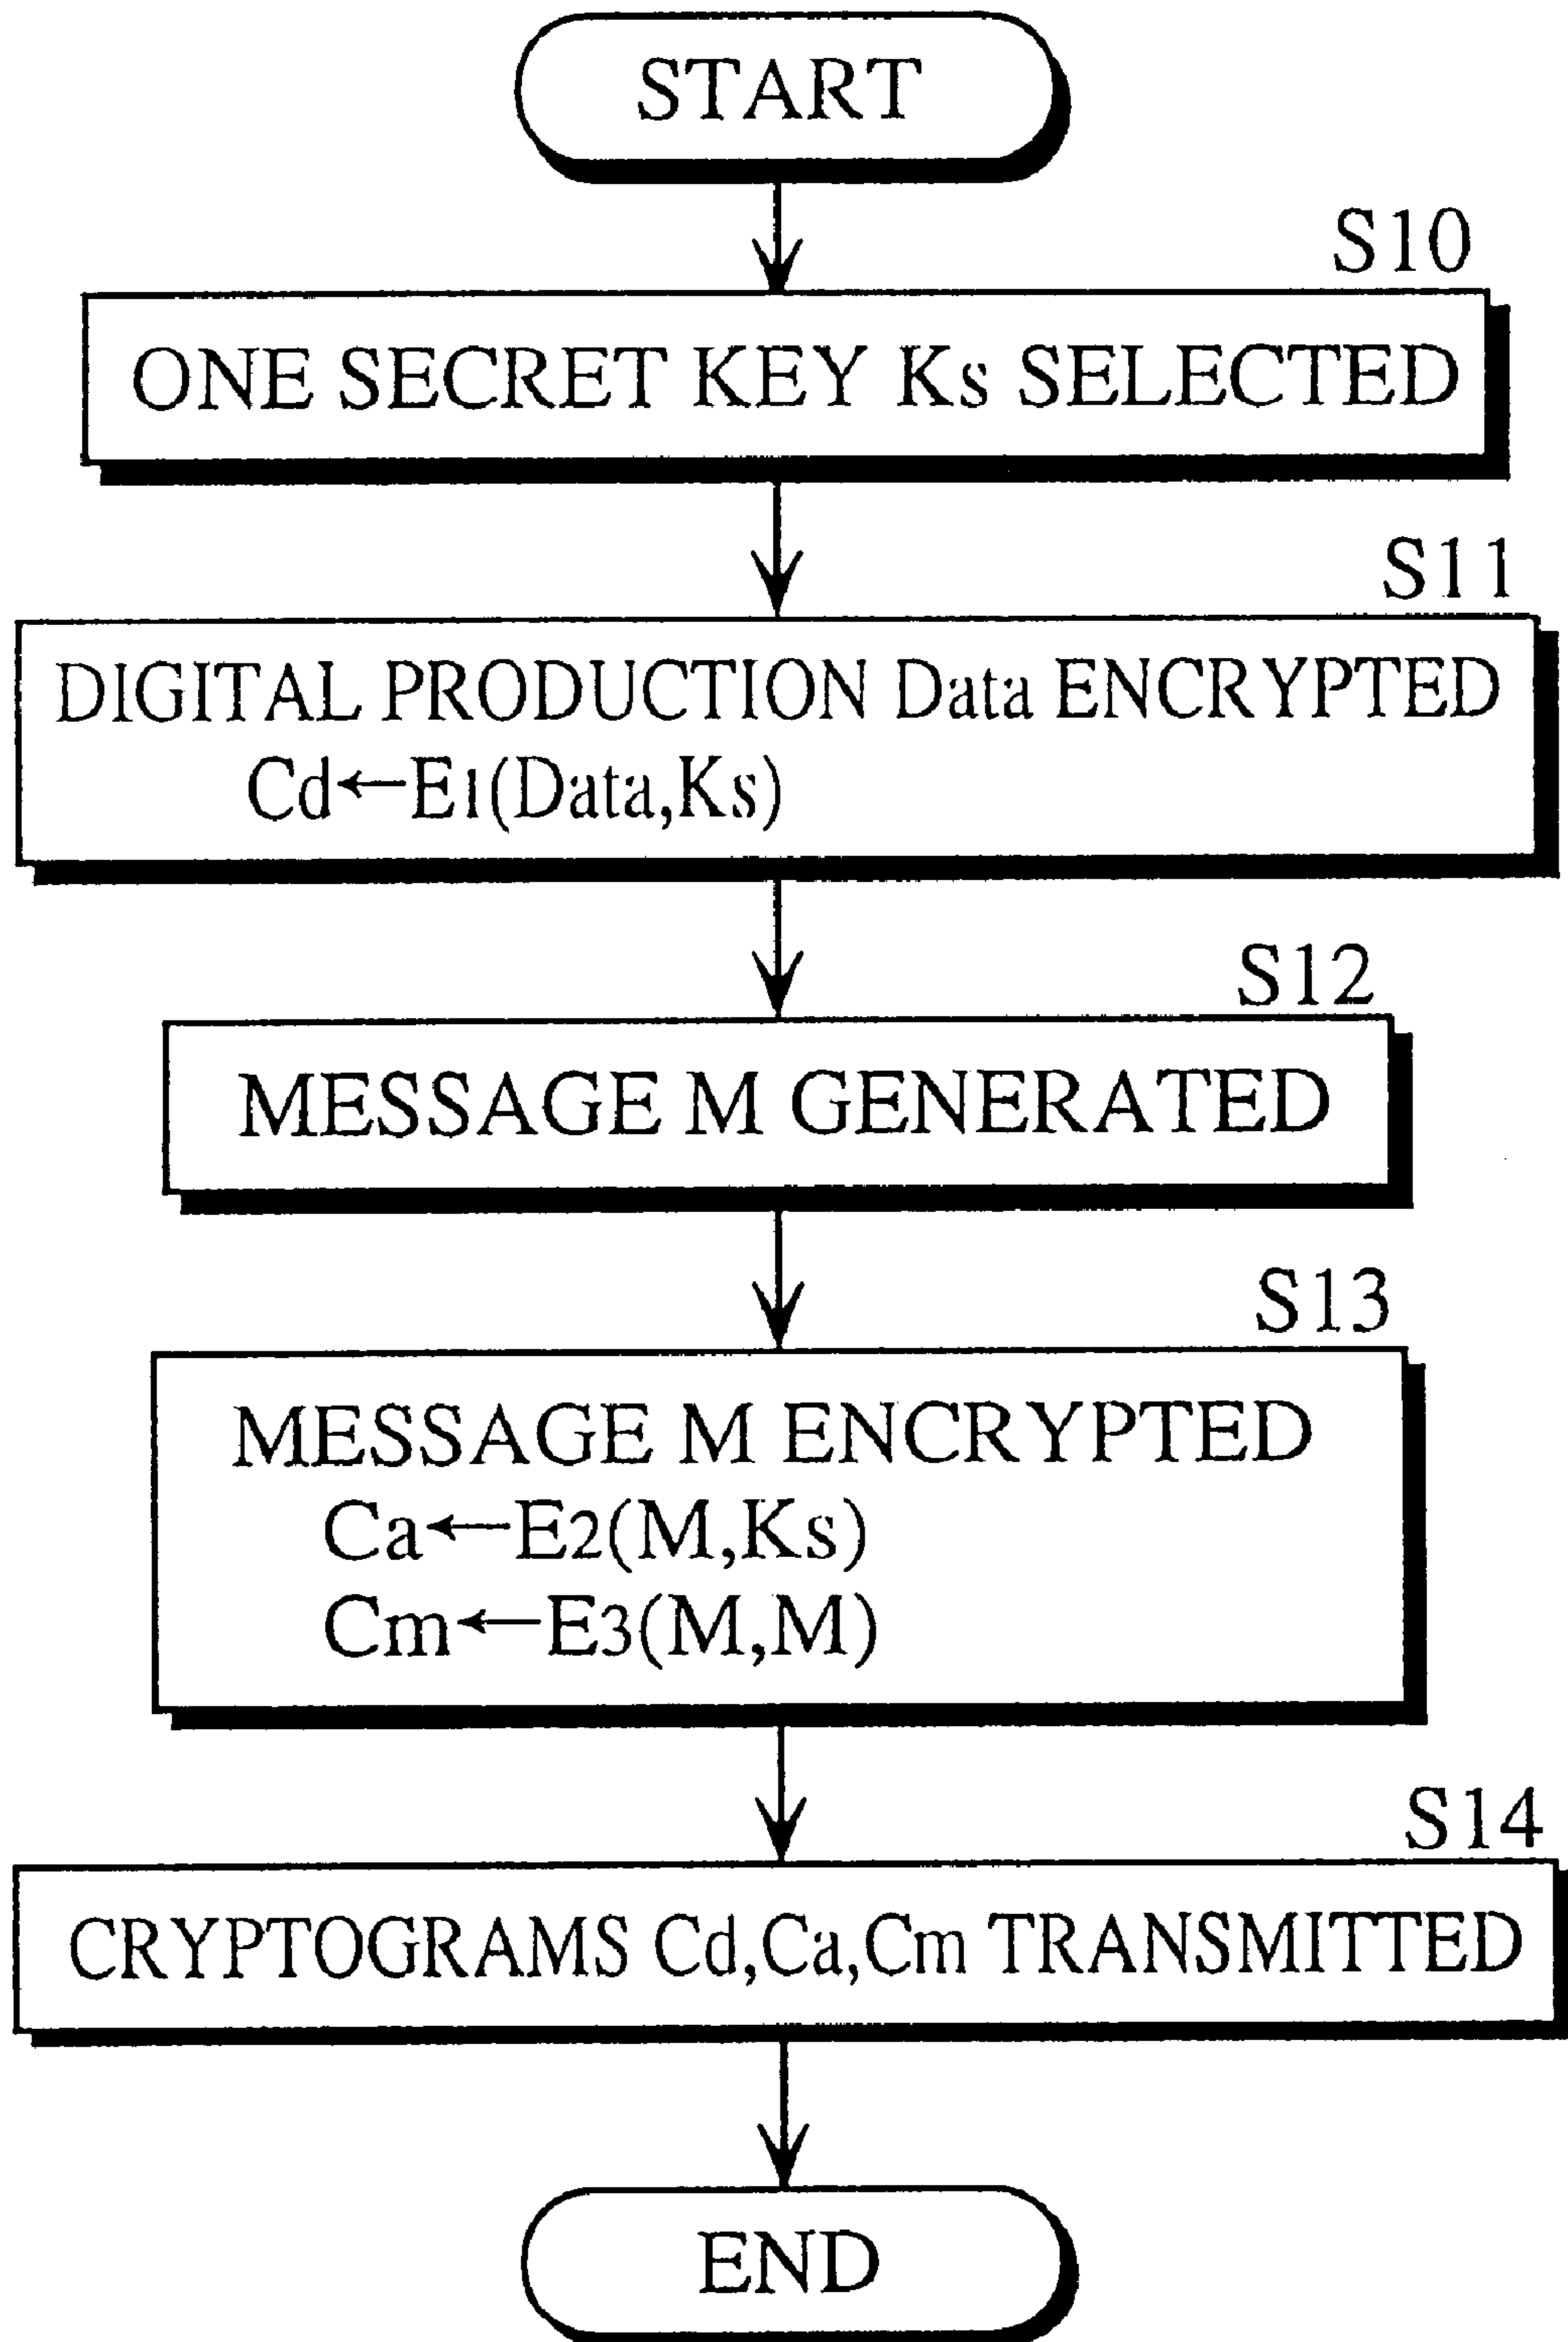 START
S10
ONE SECRET KEY Ks SELECTED
S11
DIGITAL PRODUCTION Data ENCRYPTED
Cd←E1(Data,Ks)
S12
MESSAGE M GENERATED
S13
MESSAGE M ENCRYPTED
Ca←E2(M,Ks)
Cm←E3(M,M)
S14
CRYPTOGRAMS Cd,Ca,Cm TRANSMITTED
END